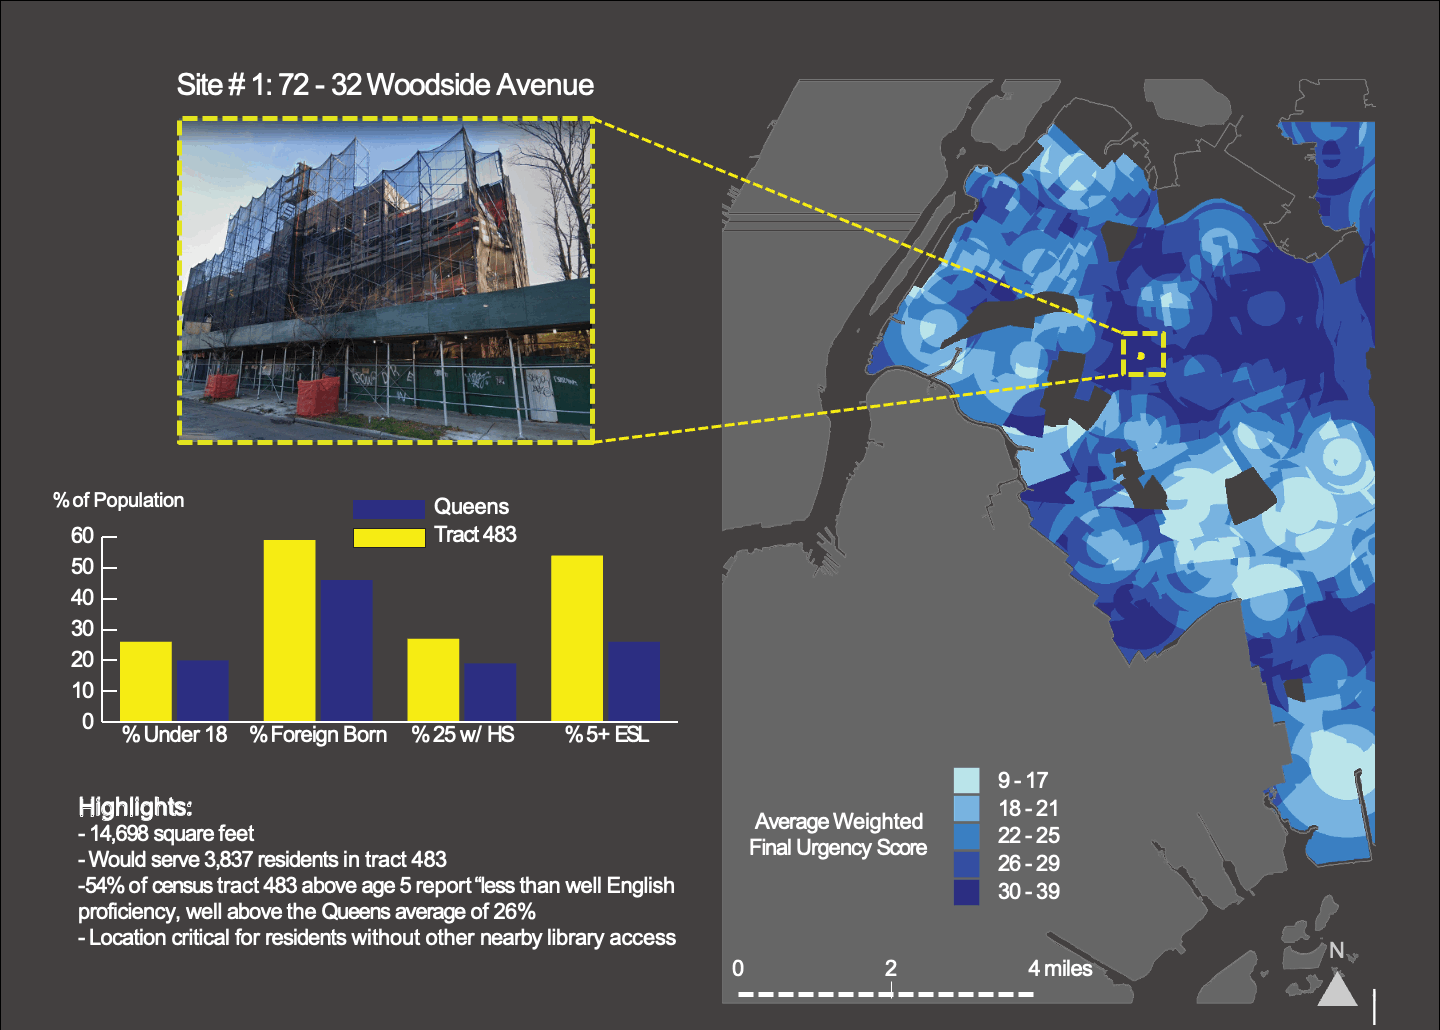 Site # 1: 72 - 32 Woodside Avenue
% of Population
Queens
Tract 483
60
50
40
30
20
10
0
% Under 18
% Foreign Born
% 25 w/ HS
% 5+ ESL
Highlights:
- 14,698 square feet
- Would serve 3,837 residents in tract 483
-54% of census tract 483 above age 5 report “less than well English
proficiency, well above the Queens average of 26%
- Location critical for residents without other nearby library access
Average Weighted
Final Urgency Score
9 - 17
18 - 21
22 - 25
26 - 29
30 - 39
0 2 4 miles
N